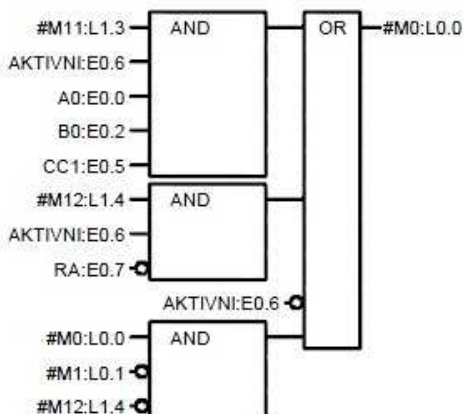 #M11:L1.3 AND OR #M0:L0.0
AKTIVNI:E0.6
A0:E0.0
B0:E0.2
CC1:E0.5
#M12:L1.4 AND
AKTIVNI:E0.6
RA:E0.7
AKTIVNI:E0.6
#M0:L0.0 AND
#M1:L0.1
#M12:L1.4